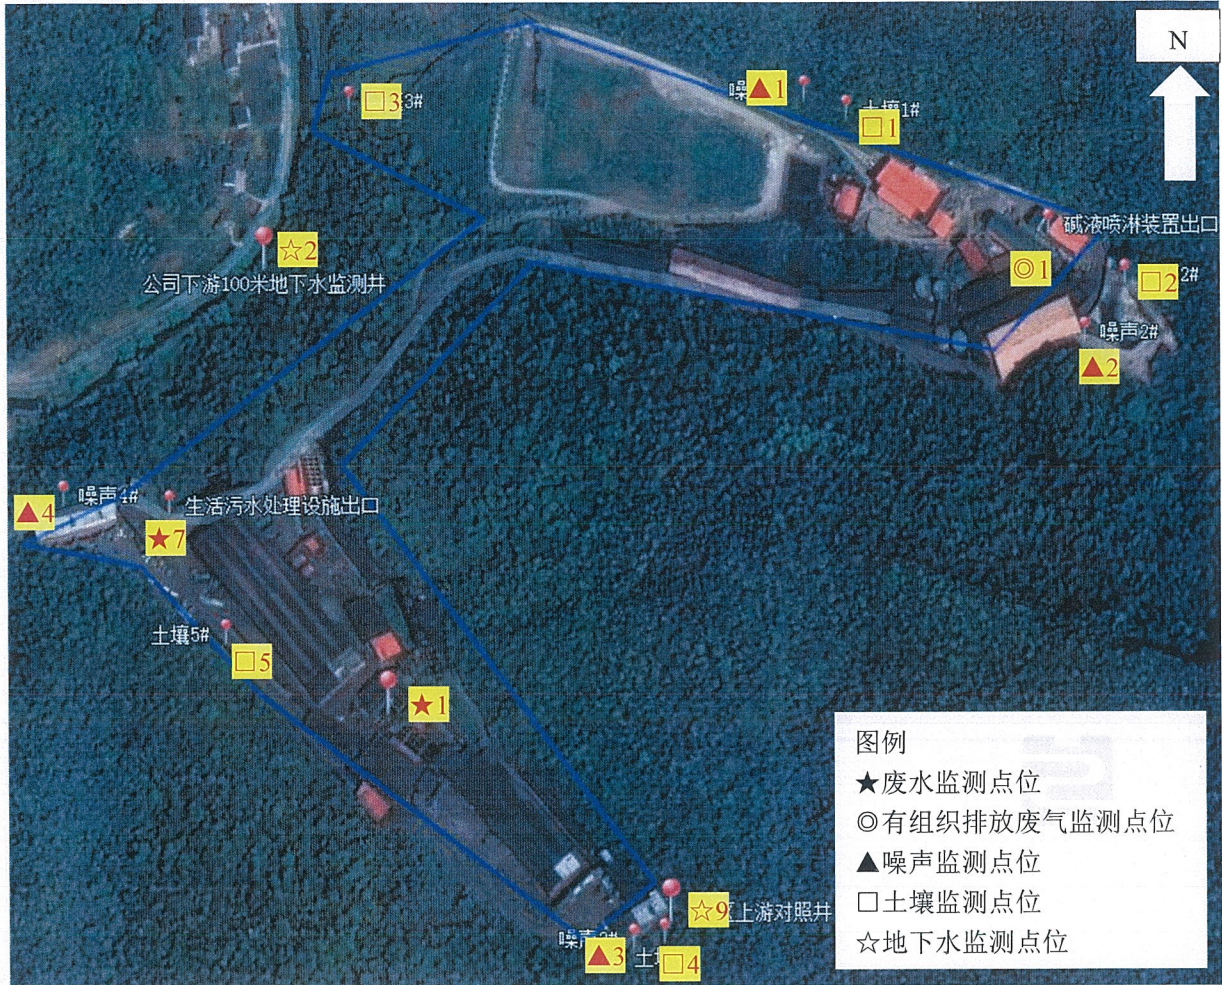 N
噪▲1
□3 3#
土壤1#
□1
碱液喷淋装置出口
☆2
◎1
□2 2#
公司下游100米地下水监测井
噪声2#
▲2
噪声4#
▲4
生活污水处理设施出口
★7
土壤5#
□5
★1
图例
★废水监测点位
◎有组织排放废气监测点位
▲噪声监测点位
□土壤监测点位
☆地下水监测点位
☆9 上游对照井
噪声
▲3
土
□4